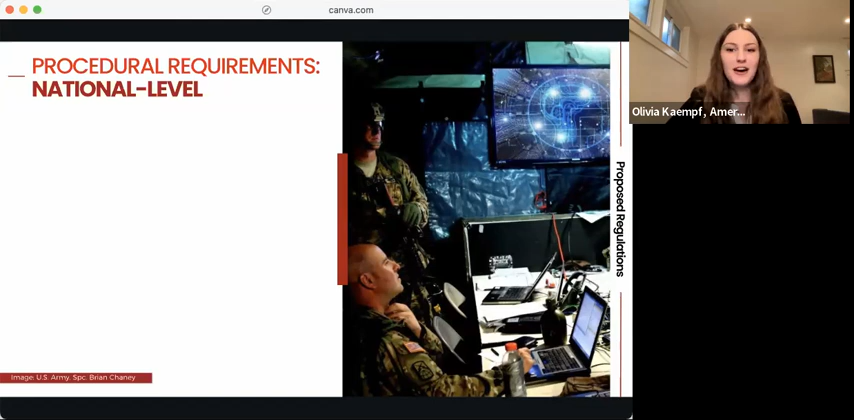 canva.com
PROCEDURAL REQUIREMENTS:
NATIONAL-LEVEL
Proposed Regulations
Image: U.S. Army, Spc. Brian Chaney
Olivia Kaempf, Amer...